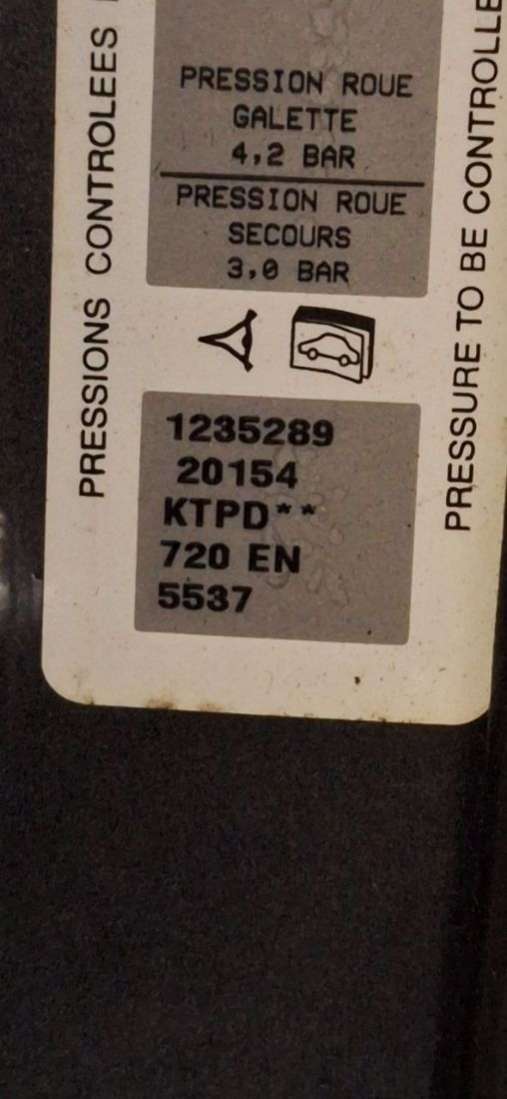 PRESSIONS CONTROLEES
PRESSION ROUE
GALETTE
4,2 BAR
PRESSION ROUE
SECOURS
3,0 BAR
PRESSURE TO BE
1235289
20154
KTPD**
720 EN
5537